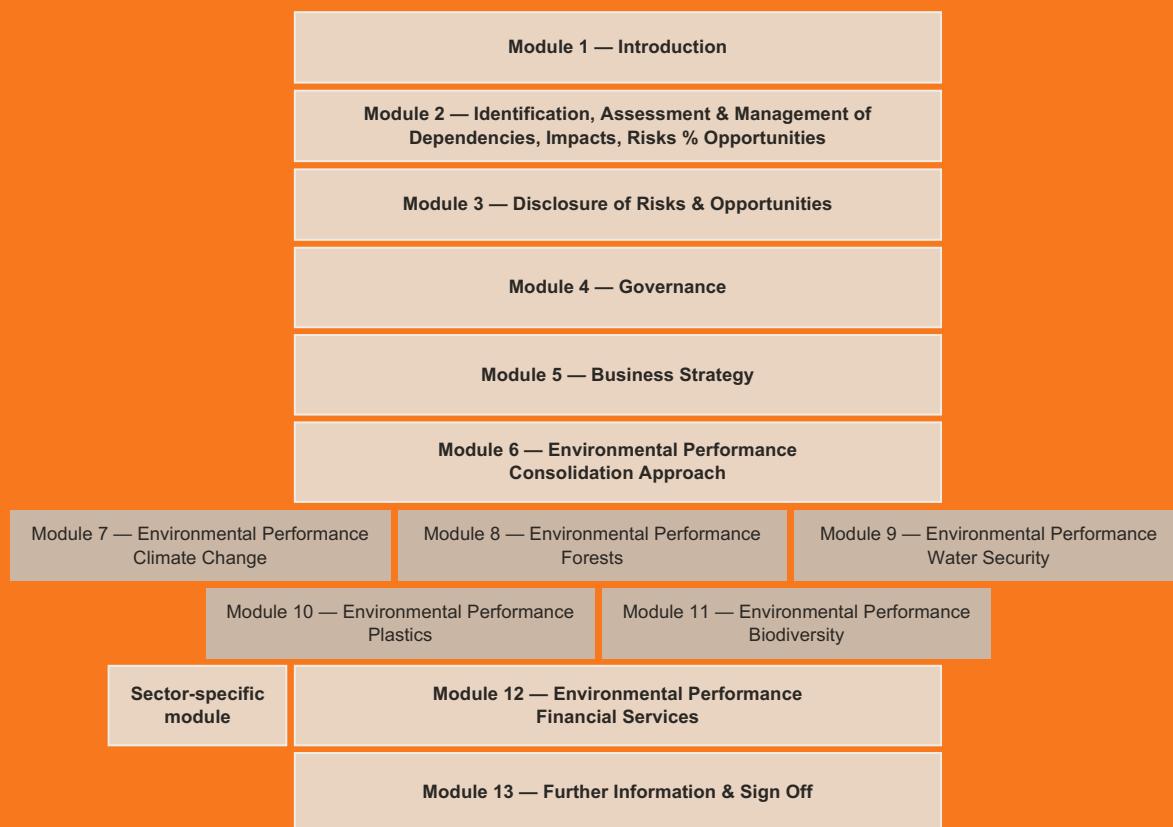 Module 1 — Introduction
Module 2 — Identification, Assessment & Management of
Dependencies, Impacts, Risks % Opportunities
Module 3 — Disclosure of Risks & Opportunities
Module 4 — Governance
Module 5 — Business Strategy
Module 6 — Environmental Performance
Consolidation Approach
Module 7 — Environmental Performance
Climate Change
Module 8 — Environmental Performance
Forests
Module 9 — Environmental Performance
Water Security
Module 10 — Environmental Performance
Plastics
Module 11 — Environmental Performance
Biodiversity
Sector-specific
module
Module 12 — Environmental Performance
Financial Services
Module 13 — Further Information & Sign Off